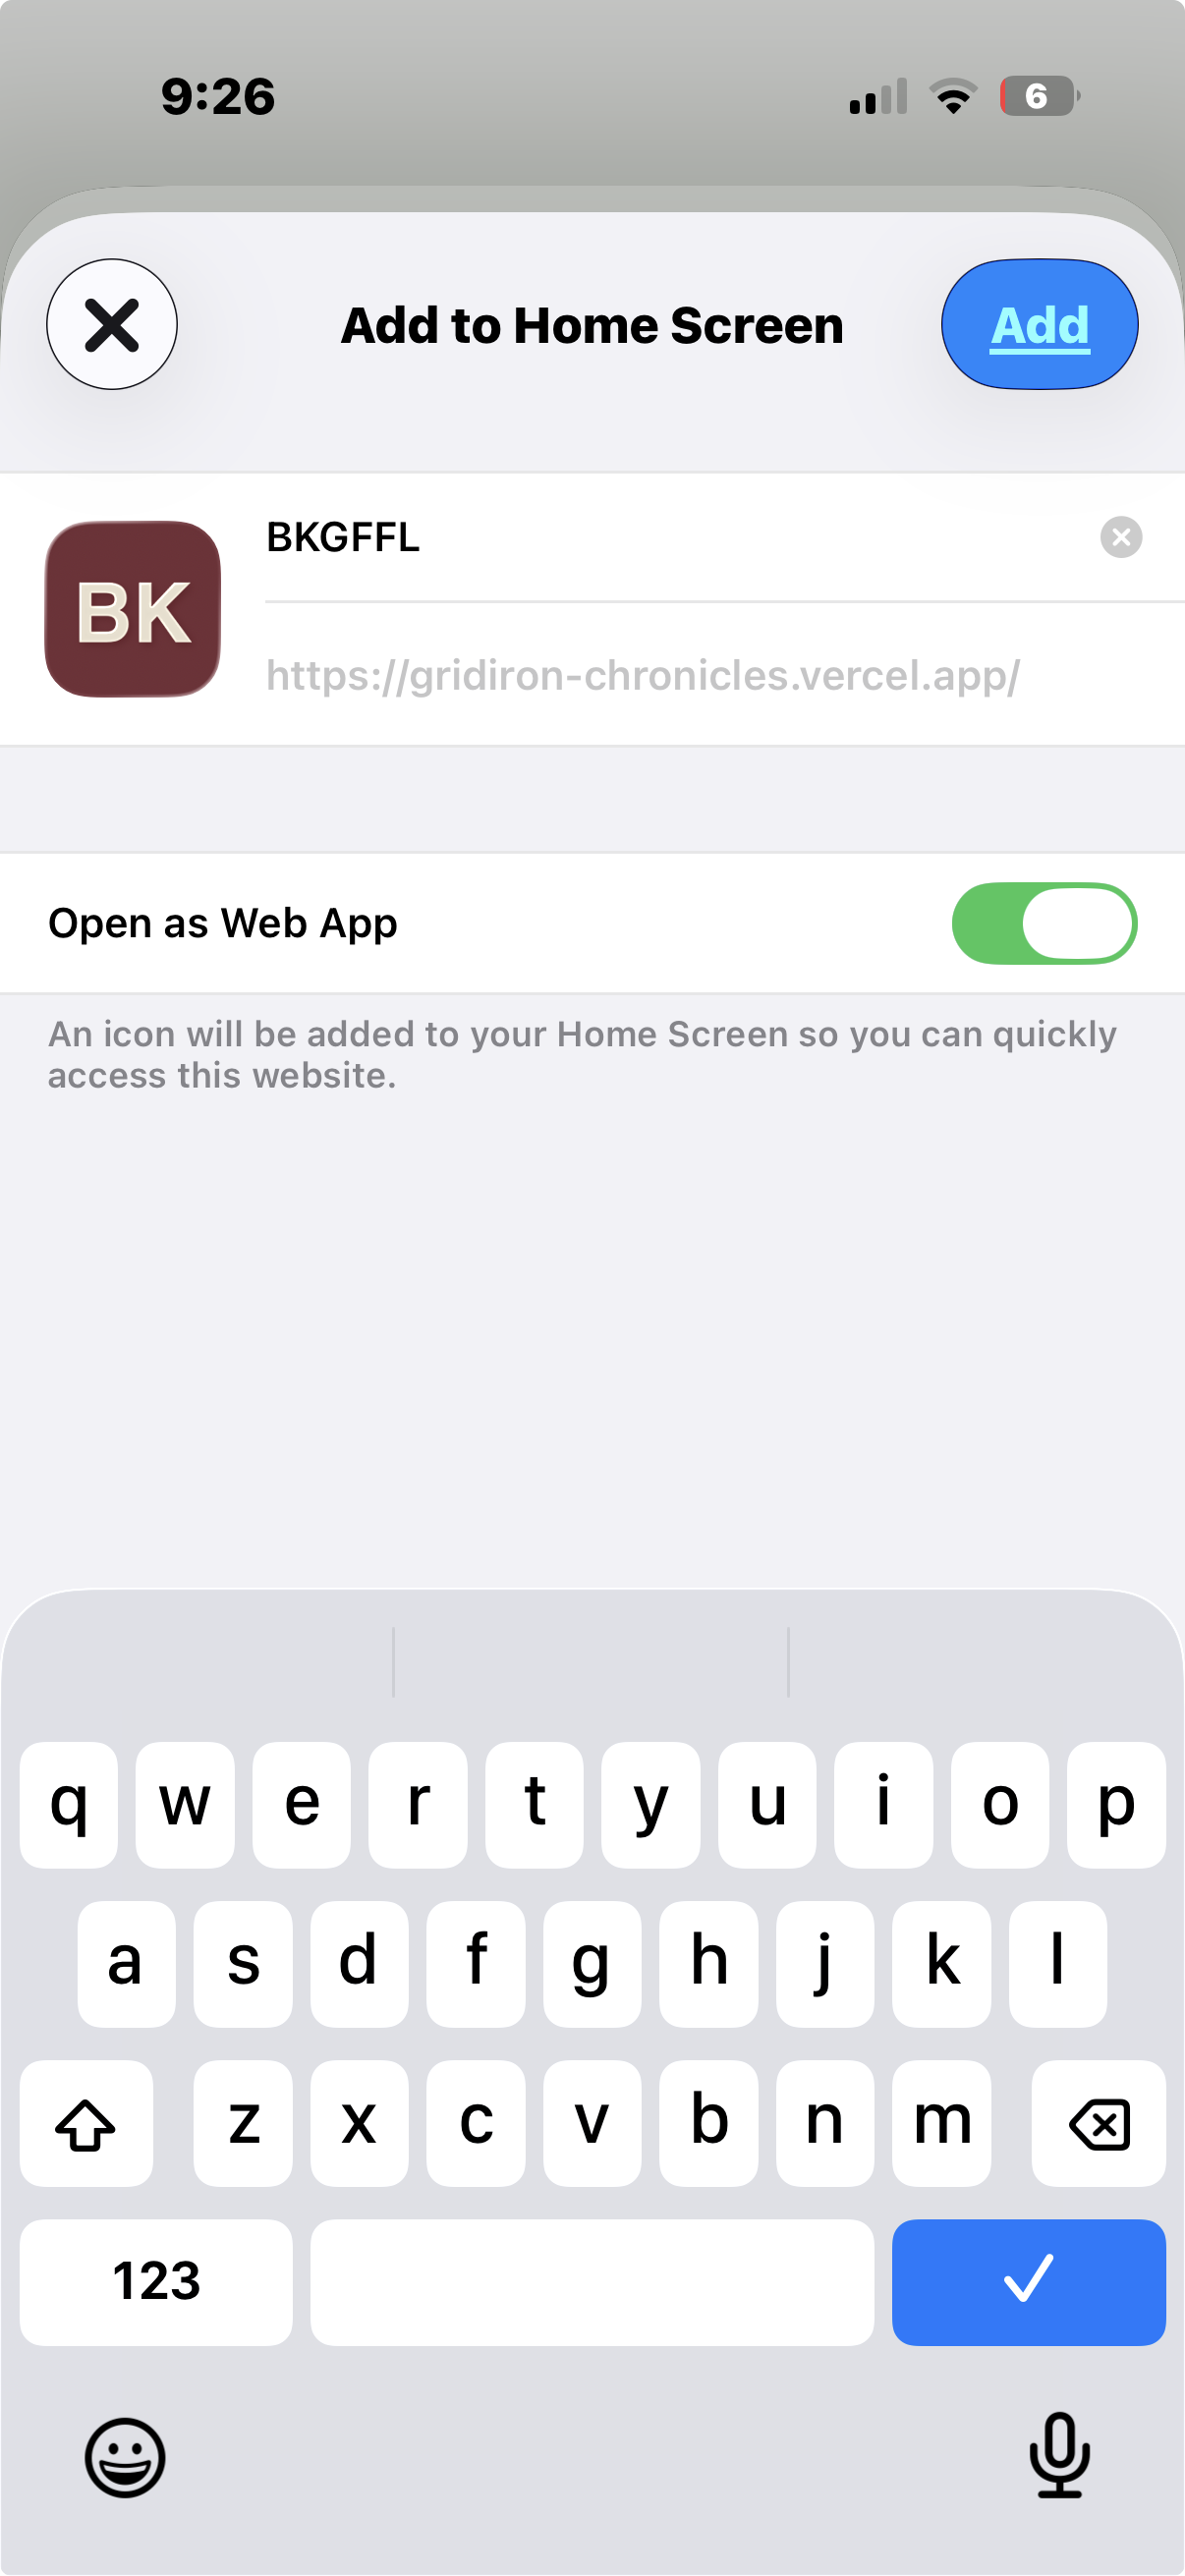 9:26
6
Add to Home Screen
Add
BK
BKGFFL
https://gridiron-chronicles.vercel.app/
Open as Web App
An icon will be added to your Home Screen so you can quickly
access this website.
q w e r t y u i o p
a s d f g h j k l
z x c v b n m
123